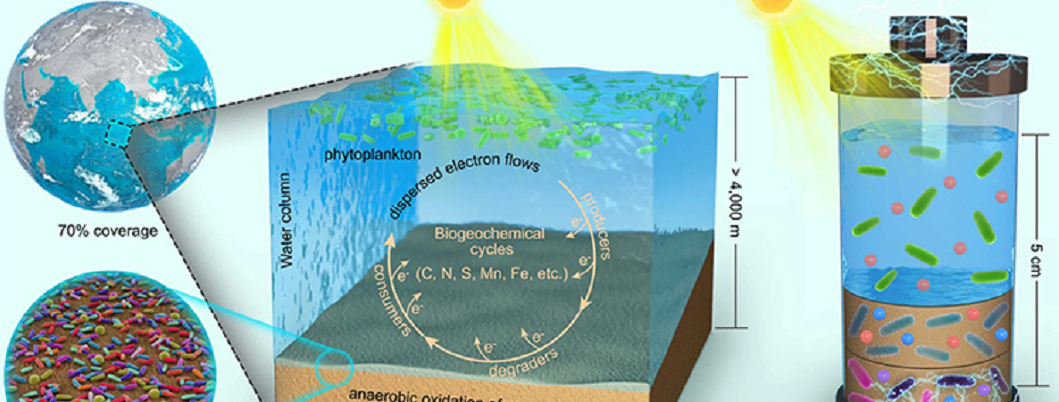 70% coverage
phytoplankton
Water column
dispersed electron flows
producers
Biogeochemical
cycles
(C, N, S, Mn, Fe, etc.)
e-
e-
e-
e-
e-
e-
consumers
degraders
anaerobic oxidation of
> 4,000 m
5 cm